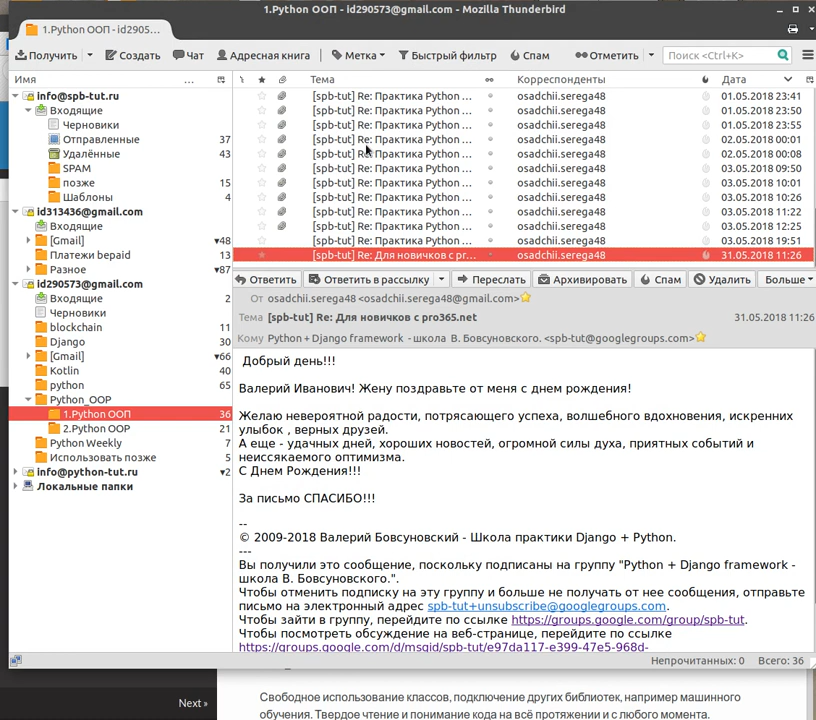 1.Python ООП - id290573@gmail.com - Mozilla Thunderbird
1.Python ООП - id2905...
Получить
Создать
Чат
Адресная книга
Метка
Быстрый фильтр
Спам
Отметить
Поиск <Ctrl+K>
Имя
...
Тема
Корреспонденты
Дата
info@spb-tut.ru
Входящие
Черновики
Отправленные 37
Удалённые 43
SPAM
позже 15
Шаблоны 4
id313436@gmail.com
Входящие
[Gmail] ▾48
Платежи bepaid 13
Разное ▾87
id290573@gmail.com
Входящие 2
Черновики
blockchain 11
Django 30
[Gmail] ▾66
Kotlin 40
python 65
Python_OOP
1.Python ООП 36
2.Python OOP 21
Python Weekly 7
Использовать позже 5
info@python-tut.ru ▾2
Локальные папки
[spb-tut] Re: Практика Python ... osadchii.serega48 01.05.2018 23:41
[spb-tut] Re: Практика Python ... osadchii.serega48 01.05.2018 23:50
[spb-tut] Re: Практика Python ... osadchii.serega48 01.05.2018 23:55
[spb-tut] Re: Практика Python ... osadchii.serega48 02.05.2018 00:01
[spb-tut] Re: Практика Python ... osadchii.serega48 02.05.2018 00:08
[spb-tut] Re: Практика Python ... osadchii.serega48 03.05.2018 09:50
[spb-tut] Re: Практика Python ... osadchii.serega48 03.05.2018 10:01
[spb-tut] Re: Практика Python ... osadchii.serega48 03.05.2018 10:26
[spb-tut] Re: Практика Python ... osadchii.serega48 03.05.2018 11:22
[spb-tut] Re: Практика Python ... osadchii.serega48 03.05.2018 12:25
[spb-tut] Re: Практика Python ... osadchii.serega48 03.05.2018 19:51
[spb-tut] Re: Для новичков с pr... osadchii.serega48 31.05.2018 11:26
Ответить
Ответить в рассылку
Переслать
Архивировать
Спам
Удалить
Больше
От osadchii.serega48 <osadchii.serega48@gmail.com>
Тема [spb-tut] Re: Для новичков с pro365.net 31.05.2018 11:26
Кому Python + Django framework - школа В. Бовсуновского. <spb-tut@googlegroups.com>
Добрый день!!!
Валерий Иванович! Жену поздравьте от меня с днем рождения!
Желаю невероятной радости, потрясающего успеха, волшебного вдохновения, искренних
улыбок , верных друзей.
А еще - удачных дней, хороших новостей, огромной силы духа, приятных событий и
неиссякаемого оптимизма.
С Днем Рождения!!!
За письмо СПАСИБО!!!
--
© 2009-2018 Валерий Бовсуновский - Школа практики Django + Python.
---
Вы получили это сообщение, поскольку подписаны на группу "Python + Django framework -
школа В. Бовсуновского.".
Чтобы отменить подписку на эту группу и больше не получать от нее сообщения, отправьте
письмо на электронный адрес spb-tut+unsubscribe@googlegroups.com.
Чтобы зайти в группу, перейдите по ссылке https://groups.google.com/group/spb-tut.
Чтобы посмотреть обсуждение на веб-странице, перейдите по ссылке
https://groups.google.com/d/msgid/spb-tut/e97da117-e399-47e5-968d-
Непрочитанных: 0 Всего: 36
Next »
Свободное использование классов, подключение других библиотек, например машинного
обучения. Твердое чтение и понимание кода на всё протяжении и с любого момента.